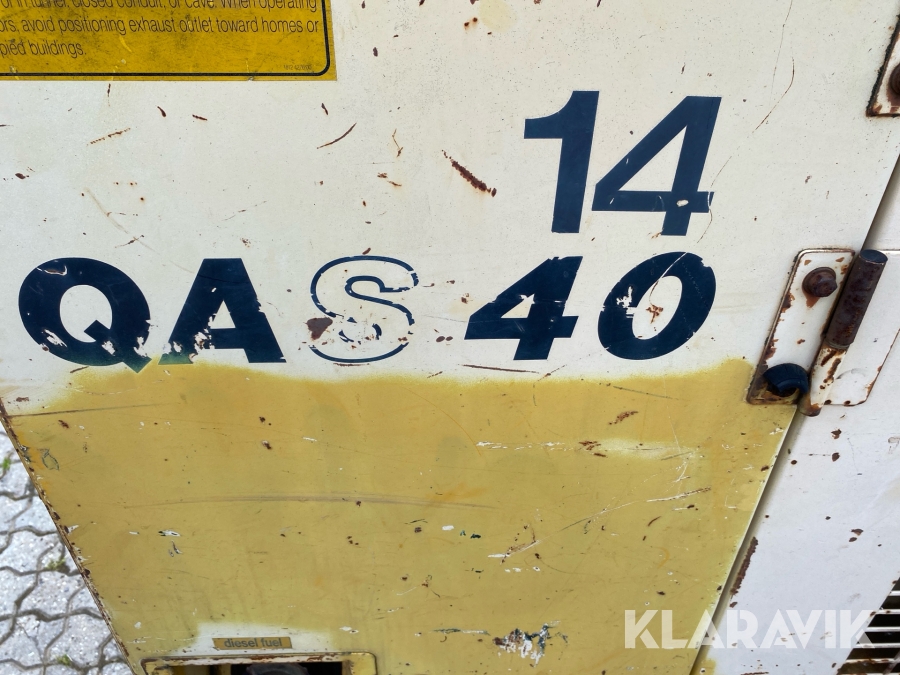 or in tunnel, closed conduit, or cave. When operating
ors, avoid positioning exhaust outlet toward homes or
pied buildings.
14
QAS 40
diesel fuel
KLARAVIK